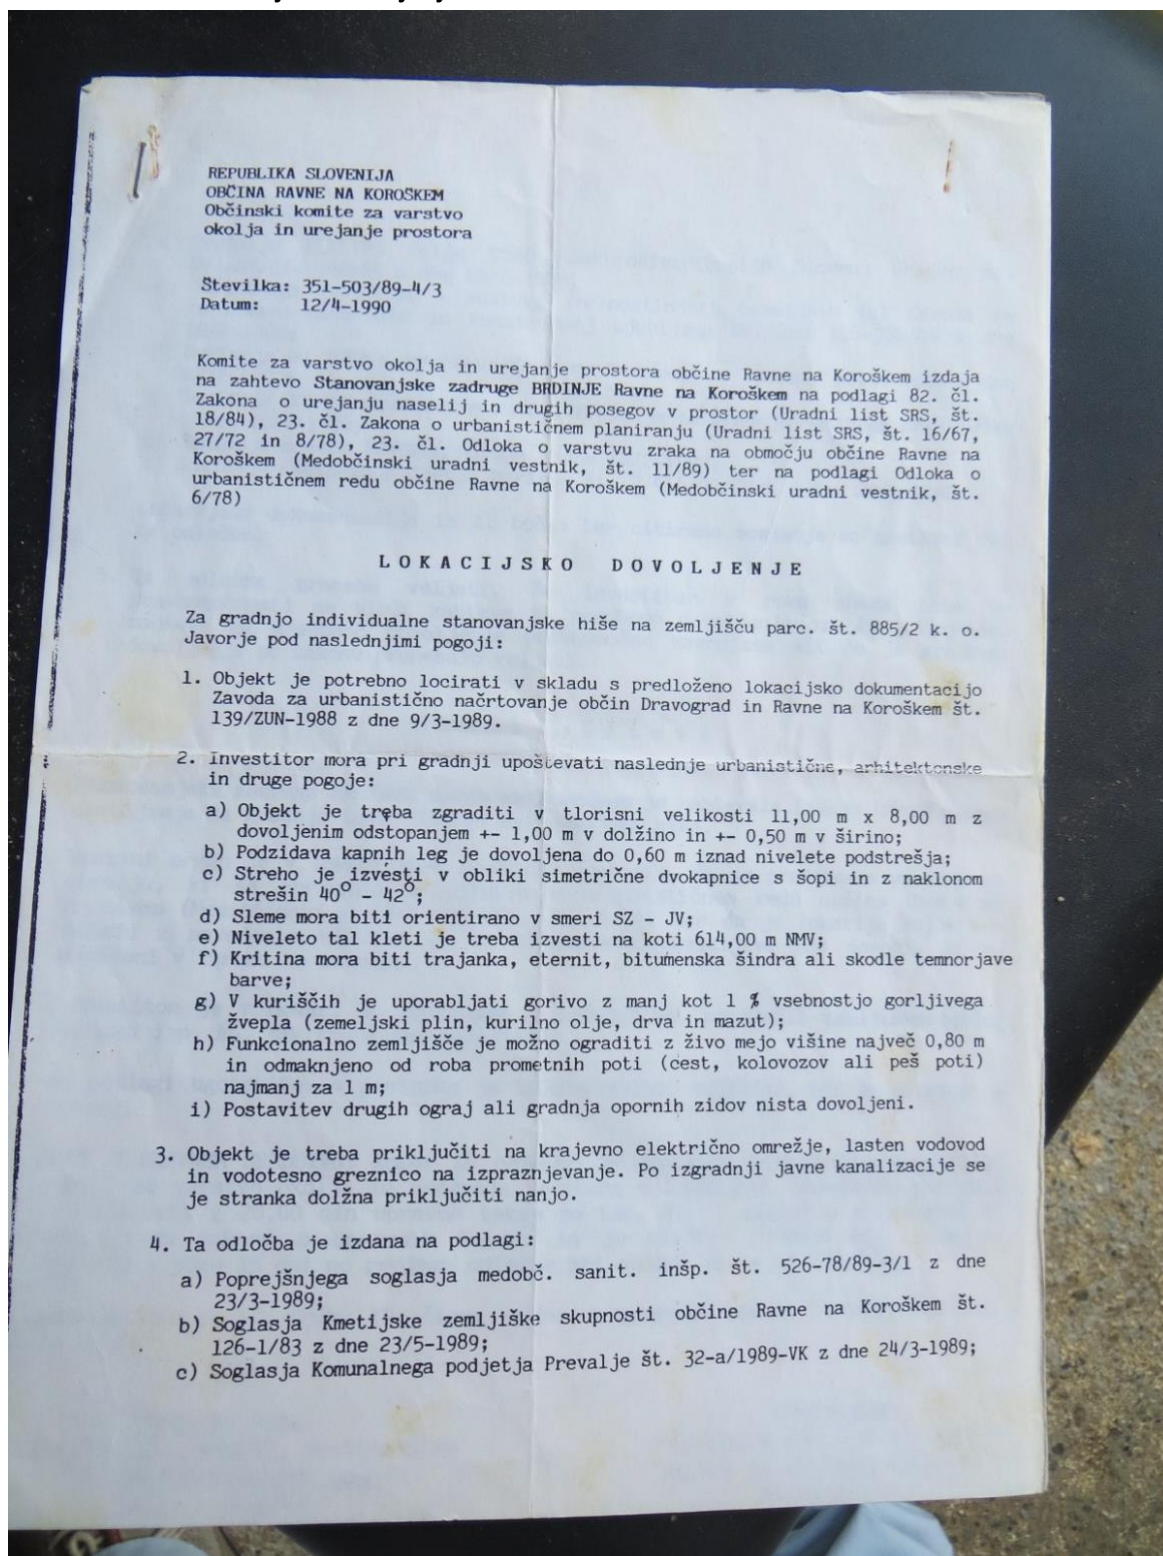 REPUBLIKA SLOVENIJA
OBČINA RAVNE NA KOROŠKEM
Občinski komite za varstvo
okolja in urejanje prostora
Številka: 351-503/89-4/3
Datum: 12/4-1990
Komite za varstvo okolja in urejanje prostora občine Ravne na Koroškem izdaja
na zahtevo Stanovanjske zadruge BRDINJE Ravne na Koroškem na podlagi 82. čl.
Zakona o urejanju naselij in drugih posegov v prostor (Uradni list SRS, št.
18/84), 23. čl. Zakona o urbanističnem planiranju (Uradni list SRS, št. 16/67,
27/72 in 8/78), 23. čl. Odloka o varstvu zraka na območju občine Ravne na
Koroškem (Medobčinski uradni vestnik, št. 11/89) ter na podlagi Odloka o
urbanističnem redu občine Ravne na Koroškem (Medobčinski uradni vestnik, št.
6/78)
LOKACIJSKO DOVOLJENJE
Za gradnjo individualne stanovanjske hiše na zemljišču parc. št. 885/2 k. o.
Javorje pod naslednjimi pogoji:
1. Objekt je potrebno locirati v skladu s predloženo lokacijsko dokumentacijo
Zavoda za urbanistično načrtovanje občin Dravograd in Ravne na Koroškem št.
139/ZUN-1988 z dne 9/3-1989.
2. Investitor mora pri gradnji upoštevati naslednje urbanistične, arhitektonske
in druge pogoje:
a) Objekt je treba zgraditi v tlorisni velikosti 11,00 m x 8,00 m z
dovoljenim odstopanjem +- 1,00 m v dolžino in +- 0,50 m v širino;
b) Podzidava kapnih leg je dovoljena do 0,60 m iznad nivelete podstrešja;
c) Streho je izvesti v obliki simetrične dvokapnice s šopi in z naklonom
strešin 40° - 42°;
d) Sleme mora biti orientirano v smeri SZ - JV;
e) Niveleto tal kleti je treba izvesti na koti 614,00 m NMV;
f) Kritina mora biti trajanka, eternit, bitumenska šindra ali skodle temnorjave
barve;
g) V kuriščih je uporabljati gorivo z manj kot 1 % vsebnostjo gorljivega
žvepla (zemeljski plin, kurilno olje, drva in mazut);
h) Funkcionalno zemljišče je možno ograditi z živo mejo višine največ 0,80 m
in odmaknjeno od roba prometnih poti (cest, kolovozov ali peš poti)
najmanj za 1 m;
i) Postavitev drugih ograj ali gradnja opornih zidov nista dovoljeni.
3. Objekt je treba priključiti na krajevno električno omrežje, lasten vodovod
in vodotesno greznico na izpraznjevanje. Po izgradnji javne kanalizacije se
je stranka dolžna priključiti nanjo.
4. Ta odločba je izdana na podlagi:
a) Poprejšnjega soglasja medobč. sanit. inšp. št. 526-78/89-3/1 z dne
23/3-1989;
b) Soglasja Kmetijske zemljiške skupnosti občine Ravne na Koroškem št.
126-1/83 z dne 23/5-1989;
c) Soglasja Komunalnega podjetja Prevalje št. 32-a/1989-VK z dne 24/3-1989;